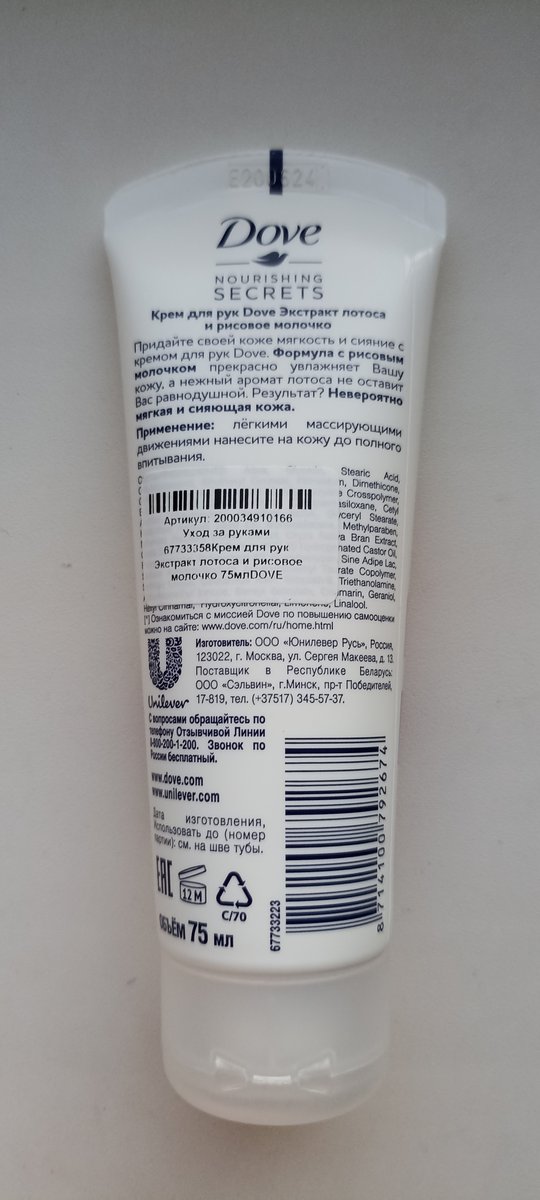 Dove
NOURISHING
SECRETS
Крем для рук Dove Экстракт лотоса
и рисовое молочко
Придайте своей коже мягкость и сияние с
кремом для рук Dove. Формула с рисовым
молочком прекрасно увлажняет Вашу
кожу, а нежный аромат лотоса не оставит
Вас равнодушной. Результат? Невероятно
мягкая и сияющая кожа.
Применение: лёгкими массирующими
движениями нанесите на кожу до полного
впитывания.
Stearic Acid,
Dimethicone,
Crosspolymer,
Cetyl
Stearate,
Methylparaben,
Bran Extract,
Castor Oil,
Sine Adipe Lac,
Copolymer,
Triethanolamine,
Geraniol,
Linalool.
Артикул: 200034910166
Уход за руками
67733358Крем для рук
Экстракт лотоса и рисовое
молочко 75млDOVE
[*] Ознакомиться с миссией Dove по повышению самооценки
можно на сайте: www.dove.com/ru/home.html
Изготовитель: ООО «Юнилевер Русь», Россия,
123022, г. Москва, ул. Сергея Макеева, д. 13.
Поставщик в Республике Беларусь:
ООО «Сэльвин», г.Минск, пр-т Победителей,
17-819, тел. (+37517) 345-57-37.
Unilever
С вопросами обращайтесь по
телефону Отзывчивой Линии
8-800-200-1-200. Звонок по
России бесплатный.
www.dove.com
www.unilever.com
Дата изготовления,
Использовать до (номер
партии): см. на шве тубы.
EAC
12 M
C/70
ОБЪЁМ 75 мл
67733223
8 714100 792674